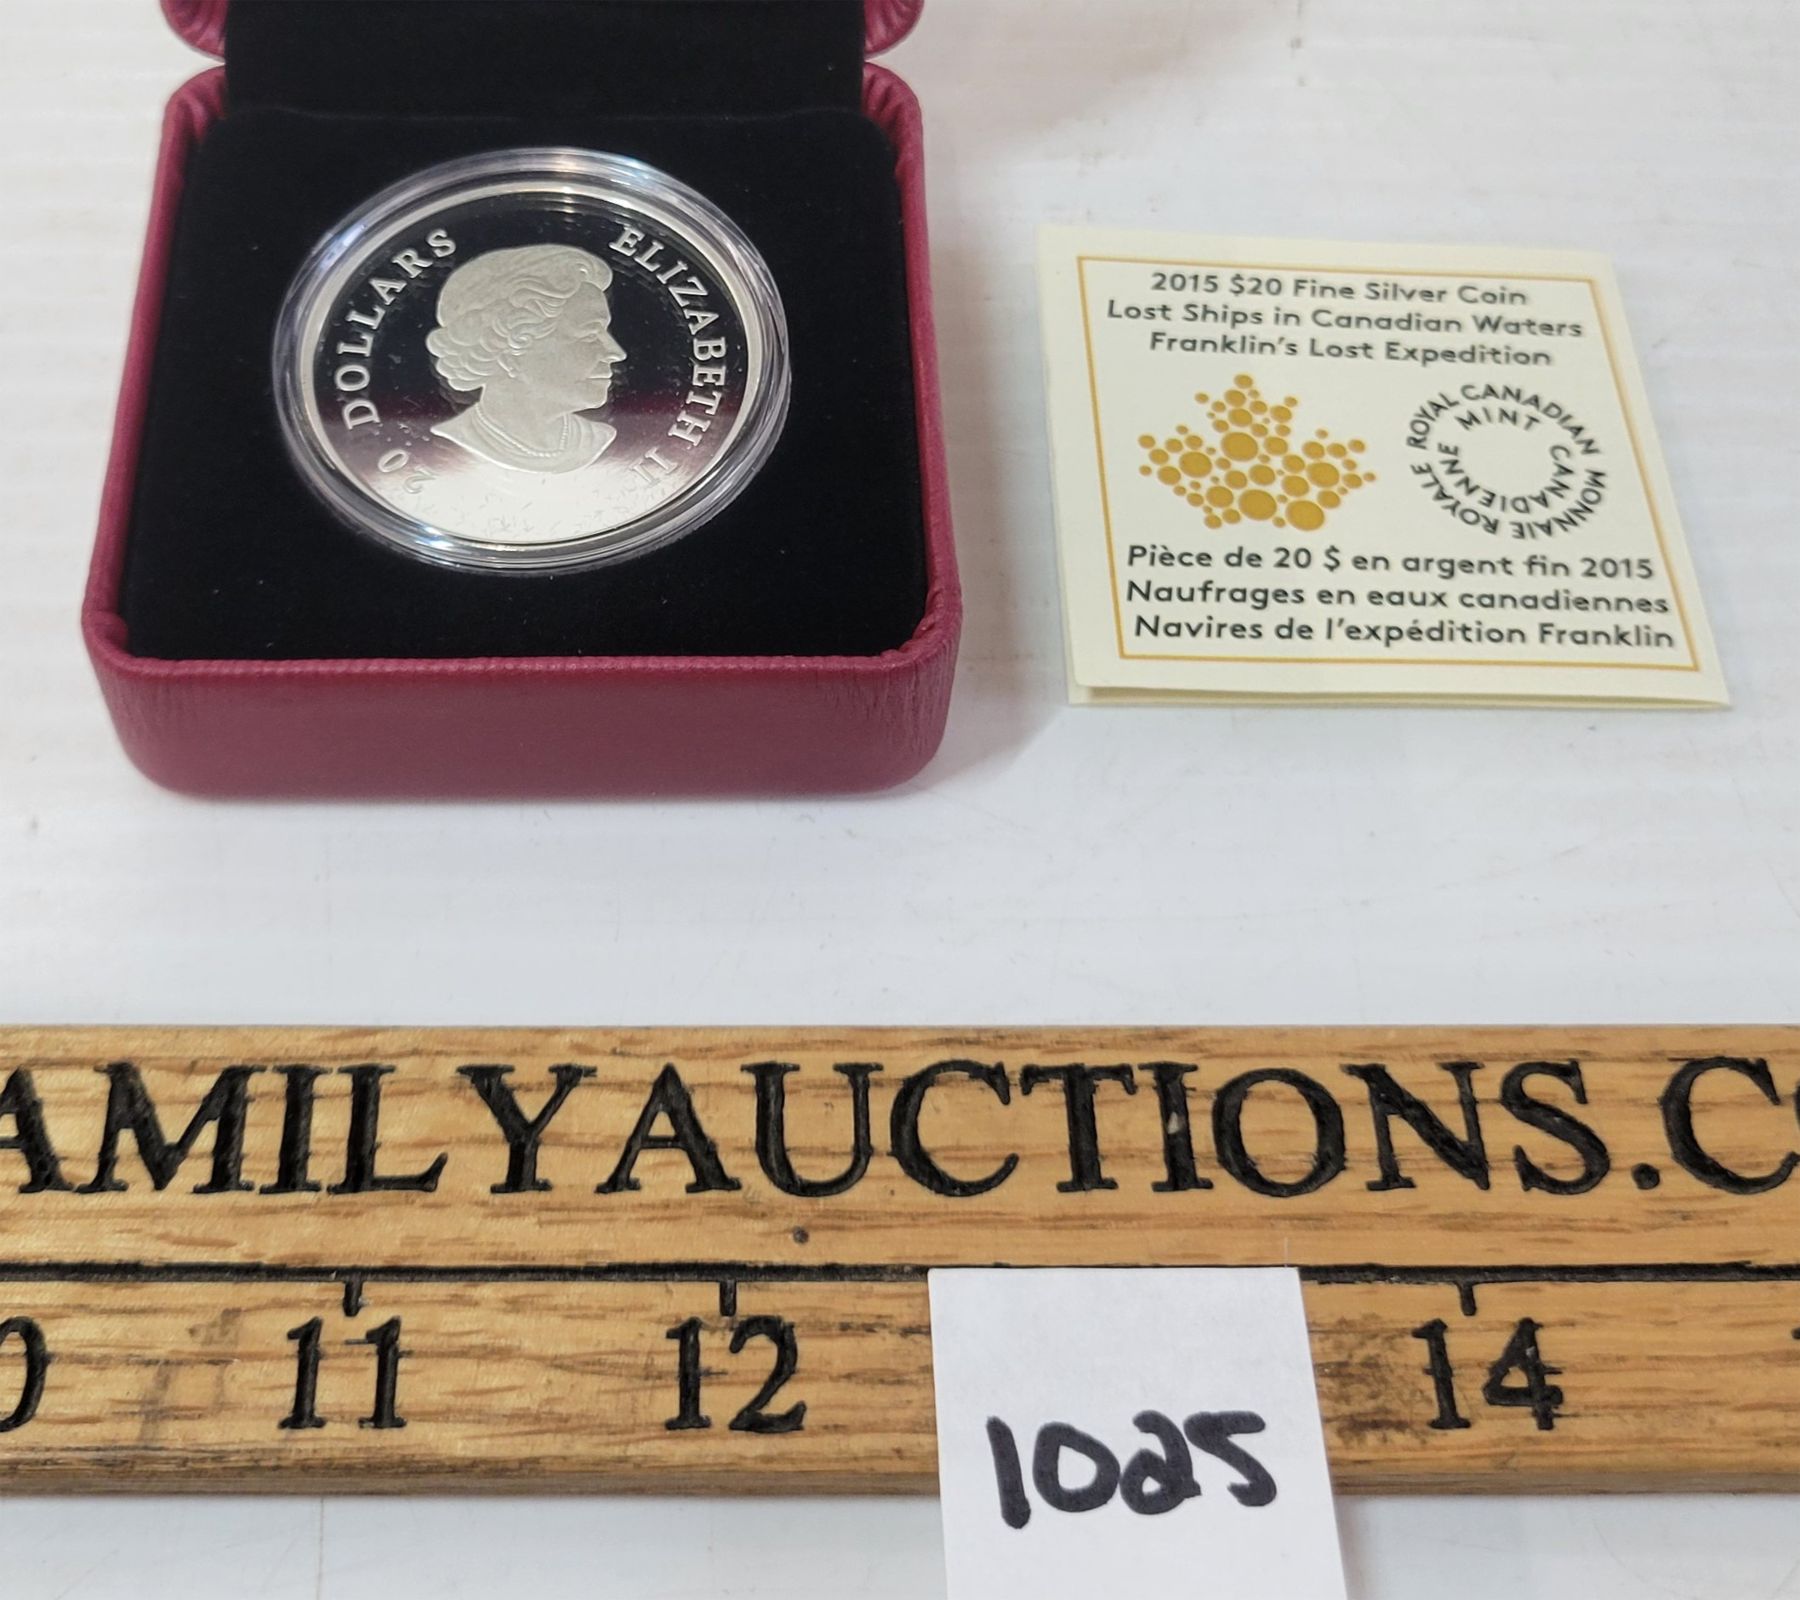 20 DOLLARS ELIZABETH II
2015 $20 Fine Silver Coin
Lost Ships in Canadian Waters
Franklin's Lost Expedition
ROYAL CANADIAN MINT
MONNAIE ROYALE CANADIENNE
Pièce de 20 $ en argent fin 2015
Naufrages en eaux canadiennes
Navires de l'expédition Franklin
AMILYAUCTIONS.CO
0 11 12 14
1025